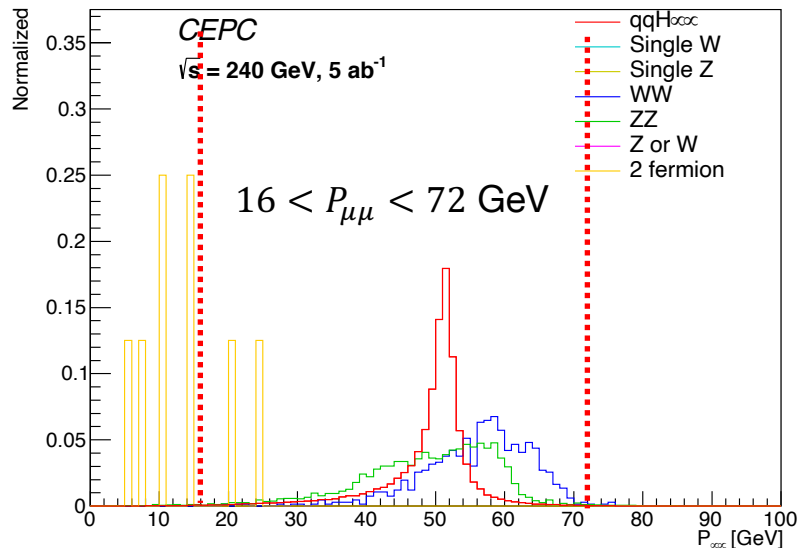 Normalized
CEPC
√s = 240 GeV, 5 ab⁻¹
16 < Pμμ < 72 GeV
qqH∝∝
Single W
Single Z
WW
ZZ
Z or W
2 fermion
0.35
0.3
0.25
0.2
0.15
0.1
0.05
0
0 10 20 30 40 50 60 70 80 90 100
P∝∝ [GeV]